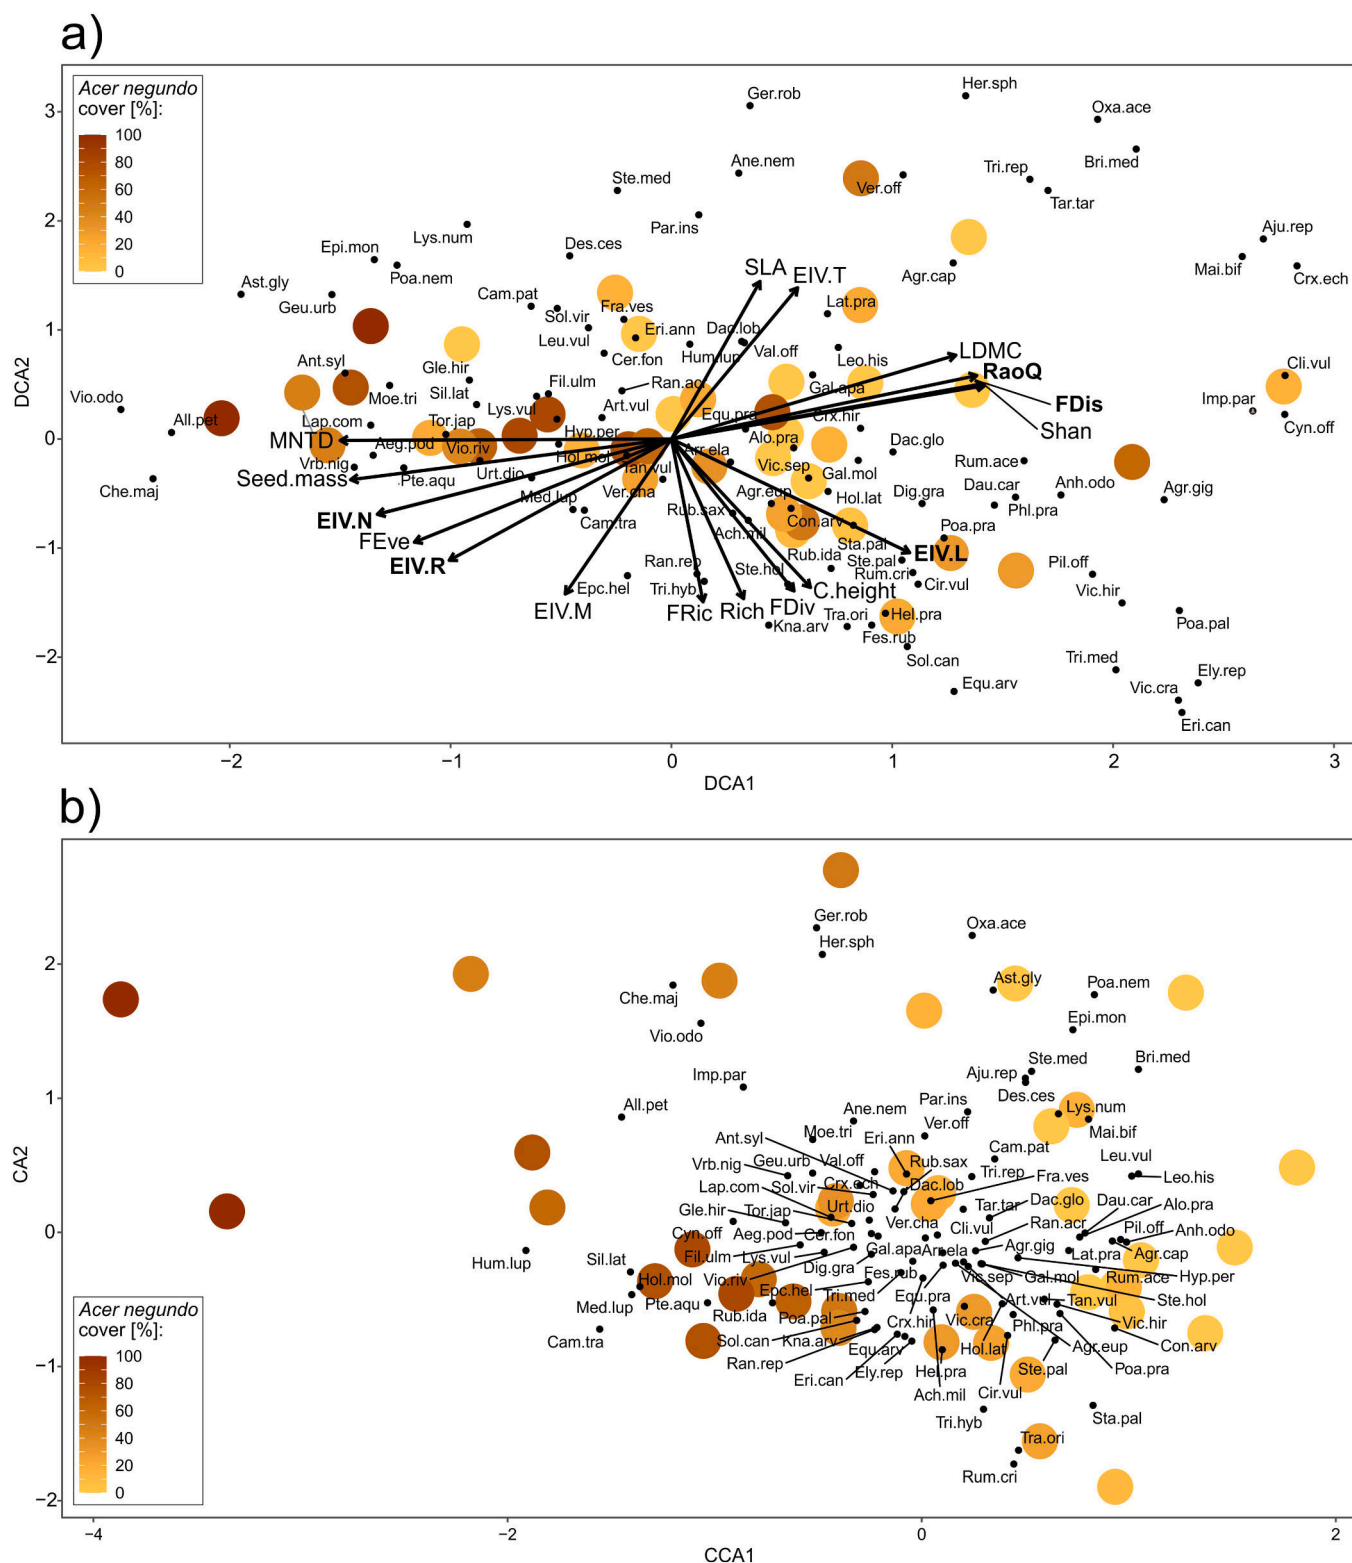 a)
Acer negundo
cover [%]:
100
80
60
40
20
0
3
2
1
0
−1
−2
DCA2
Her.sph
Ger.rob
Oxa.ace
Ane.nem
Bri.med
Tri.rep
Ste.med
Ver.off
Tar.tar
Par.ins
Lys.num
Aju.rep
Epi.mon
Des.ces
Poa.nem
Mai.bif
SLA
EIV.T
Agr.cap
Crx.ech
Ast.gly
Geu.urb
Cam.pat
Fra.ves
Lat.pra
Sol.vir
Eri.ann
Dac.lob
Leu.vul
Cer.fon
Hum.lup
Val.off
Leo.his
LDMC
Ant.syl
Gle.hir
RaoQ
Cli.vul
Vio.odo
Moe.tri
Sil.lat
Fil.ulm
Ran.acr
Gal.apa
Imp.par
All.pet
Lap.com
Tor.jap
Lys.vul
Art.vul
Equ.pra
Crx.hir
FDis
Cyn.off
MNTD
Aeg.pod
Vio.riv
Hyp.per
Alo.pra
Dac.glo
Shan
Vrb.nig
Hol.mol
Tan.vul
Arr.ela
Vic.sep
Rum.ace
Seed.mass
Pte.aqu
Urt.dio
Gal.mol
Dau.car
Anh.odo
Agr.gig
Che.maj
Med.lup
Ver.cha
Agr.eup
Hol.lat
Dig.gra
Phl.pra
EIV.N
Cam.tra
Rub.sax
Con.arv
Poa.pra
FEve
Ach.mil
Sta.pal
EIV.L
EIV.R
Ran.rep
Ste.hol
Rub.ida
Ste.pal
Rum.cri
Pil.off
Epc.hel
Tri.hyb
C.height
Cir.vul
Vic.hir
EIV.M
FRic
Rich
FDiv
Tra.ori
Hel.pra
Poa.pal
Kna.arv
Fes.rub
Sol.can
Tri.med
Ely.rep
Equ.arv
Vic.cra
Eri.can
−2
−1
0
1
2
3
DCA1
b)
2
1
0
−1
−2
CA2
Ger.rob
Oxa.ace
Her.sph
Ast.gly
Poa.nem
Che.maj
Epi.mon
Vio.odo
Ste.med
Bri.med
Imp.par
Aju.rep
Des.ces
All.pet
Par.ins
Lys.num
Ane.nem
Ver.off
Mai.bif
Ant.syl
Moe.tri
Eri.ann
Cam.pat
Leu.vul
Vrb.nig
Geu.urb
Val.off
Rub.sax
Tri.rep
Fra.ves
Leo.his
Lap.com
Sol.vir
Crx.ech
Dac.lob
Gle.hir
Tor.jap
Urt.dio
Tar.tar
Dac.glo
Dau.car
Alo.pra
Cyn.off
Aeg.pod
Cer.fon
Ver.cha
Cli.vul
Ran.acr
Pil.off
Anh.odo
Hum.lup
Sil.lat
Fil.ulm
Lys.vul
Gal.apa
Arr.ela
Agr.gig
Lat.pra
Agr.cap
Hol.mol
Vio.riv
Dig.gra
Fes.rub
Vic.sep
Gal.mol
Rum.ace
Hyp.per
Med.lup
Pte.aqu
Epc.hel
Tri.med
Equ.pra
Art.vul
Tan.vul
Ste.hol
Cam.tra
Rub.ida
Poa.pal
Crx.hir
Vic.cra
Phl.pra
Vic.hir
Sol.can
Kna.arv
Equ.arv
Hol.lat
Agr.eup
Con.arv
Ran.rep
Eri.can
Ely.rep
Hel.pra
Ste.pal
Poa.pra
Ach.mil
Cir.vul
Tri.hyb
Sta.pal
Tra.ori
Rum.cri
Acer negundo
cover [%]:
100
80
60
40
20
0
−4
−2
0
2
CCA1